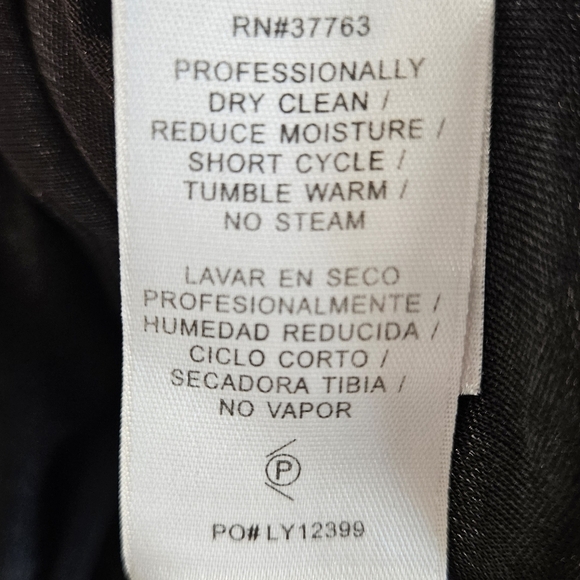 RN#37763
PROFESSIONALLY
DRY CLEAN /
REDUCE MOISTURE /
SHORT CYCLE /
TUMBLE WARM /
NO STEAM
LAVAR EN SECO
PROFESIONALMENTE /
HUMEDAD REDUCIDA /
CICLO CORTO /
SECADORA TIBIA /
NO VAPOR
P
PO# LY12399